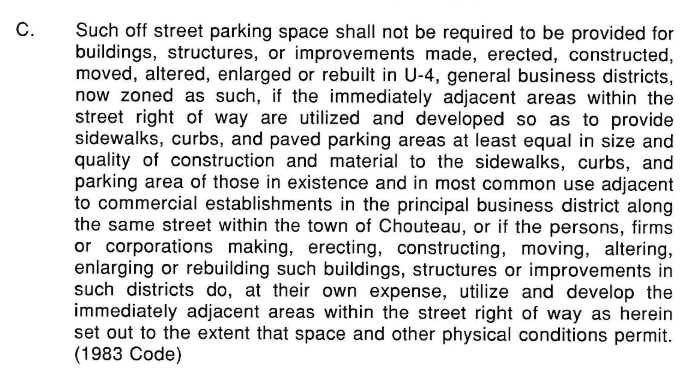 C. Such off street parking space shall not be required to be provided for
buildings, structures, or improvements made, erected, constructed,
moved, altered, enlarged or rebuilt in U-4, general business districts,
now zoned as such, if the immediately adjacent areas within the
street right of way are utilized and developed so as to provide
sidewalks, curbs, and paved parking areas at least equal in size and
quality of construction and material to the sidewalks, curbs, and
parking area of those in existence and in most common use adjacent
to commercial establishments in the principal business district along
the same street within the town of Chouteau, or if the persons, firms
or corporations making, erecting, constructing, moving, altering,
enlarging or rebuilding such buildings, structures or improvements in
such districts do, at their own expense, utilize and develop the
immediately adjacent areas within the street right of way as herein
set out to the extent that space and other physical conditions permit.
(1983 Code)